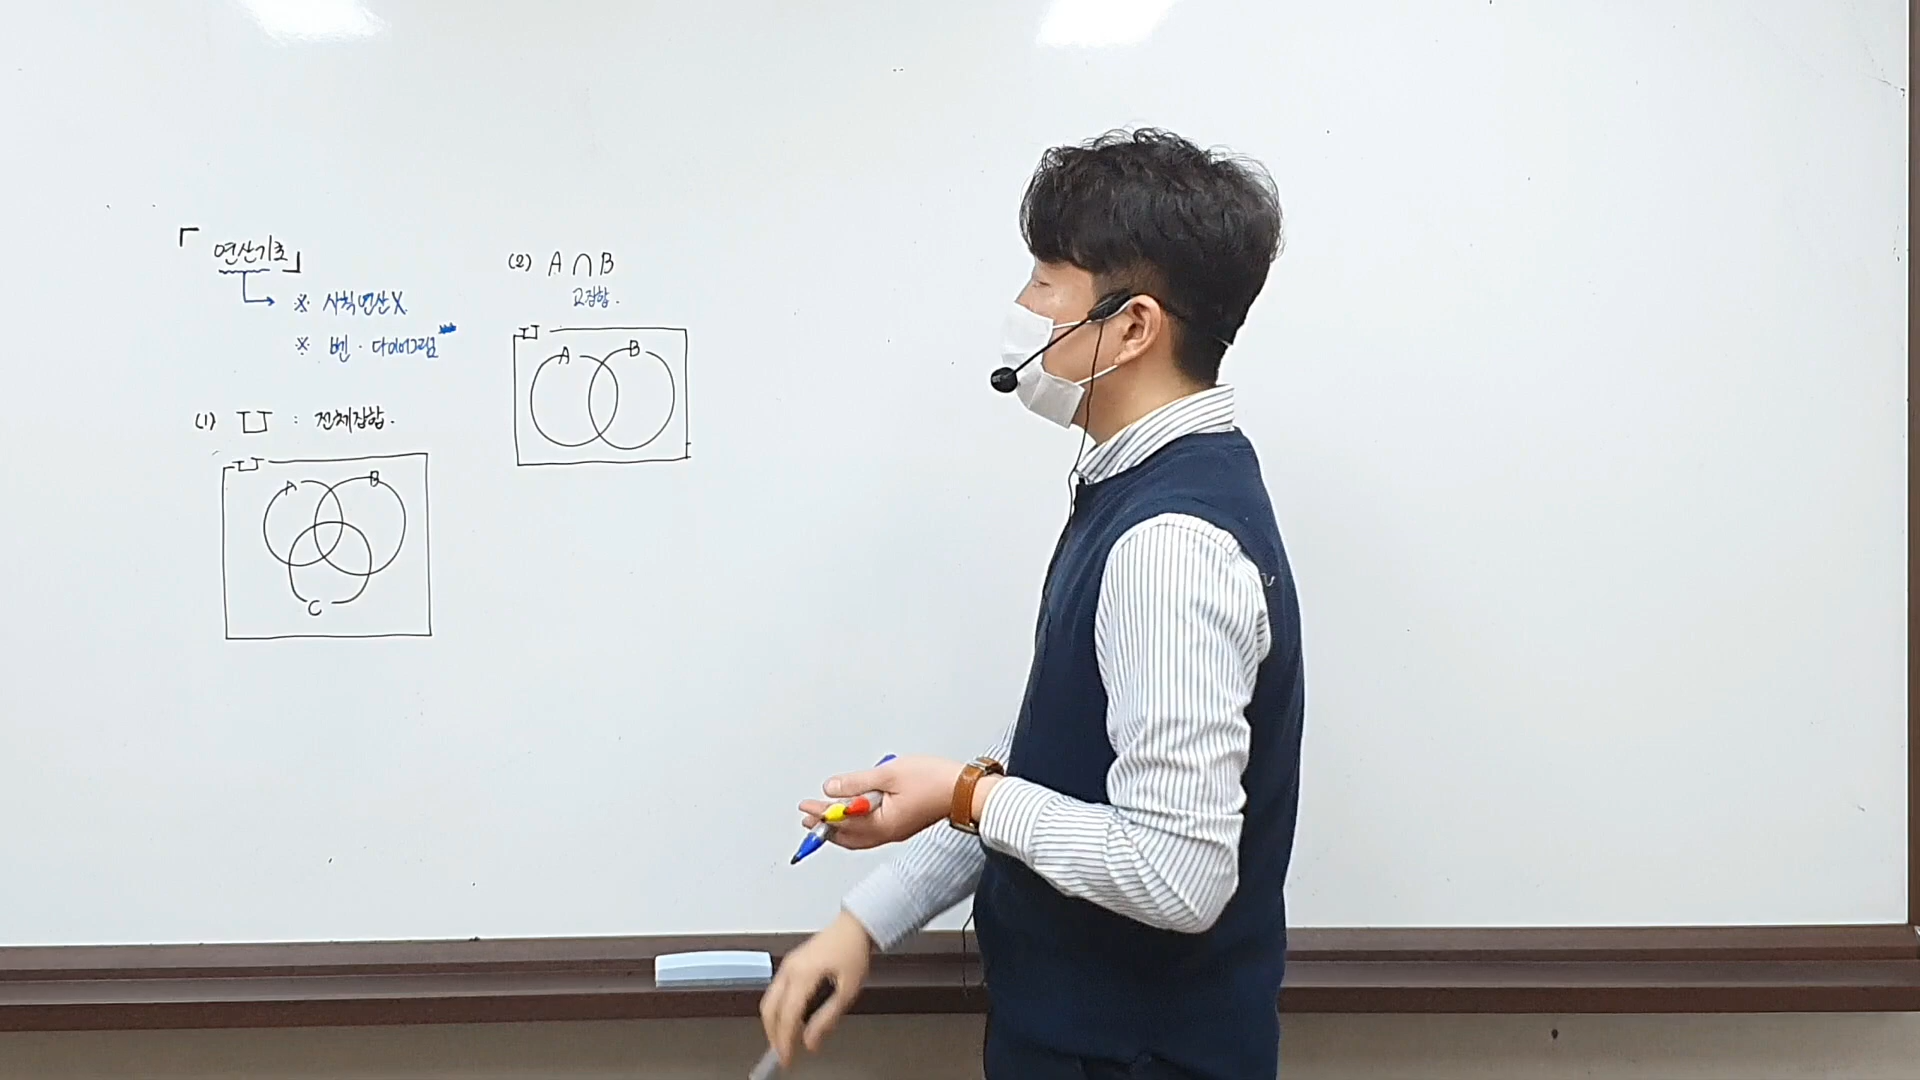 「연산기초」
※ 사칙연산X
※ 벤·다이어그램
(1) U : 전체집합.
U
A B
C
(2) A ∩ B
교집합.
U
A B